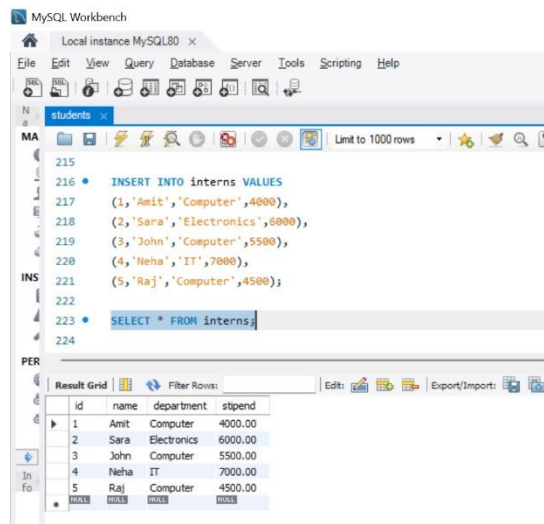 MySQL Workbench
Local instance MySQL80 ×
File Edit View Query Database Server Tools Scripting Help
N
a
students ×
MA
Limit to 1000 rows
215
216 INSERT INTO interns VALUES
217 (1,'Amit','Computer',4000),
218 (2,'Sara','Electronics',6000),
219 (3,'John','Computer',5500),
220 (4,'Neha','IT',7000),
INS
221 (5,'Raj','Computer',4500);
222
223 SELECT * FROM interns;
224
PER
Result Grid Filter Rows: Edit: Export/Import:
id name department stipend
1 Amit Computer 4000.00
2 Sara Electronics 6000.00
3 John Computer 5500.00
4 Neha IT 7000.00
5 Raj Computer 4500.00
NULL NULL NULL NULL
In
fo